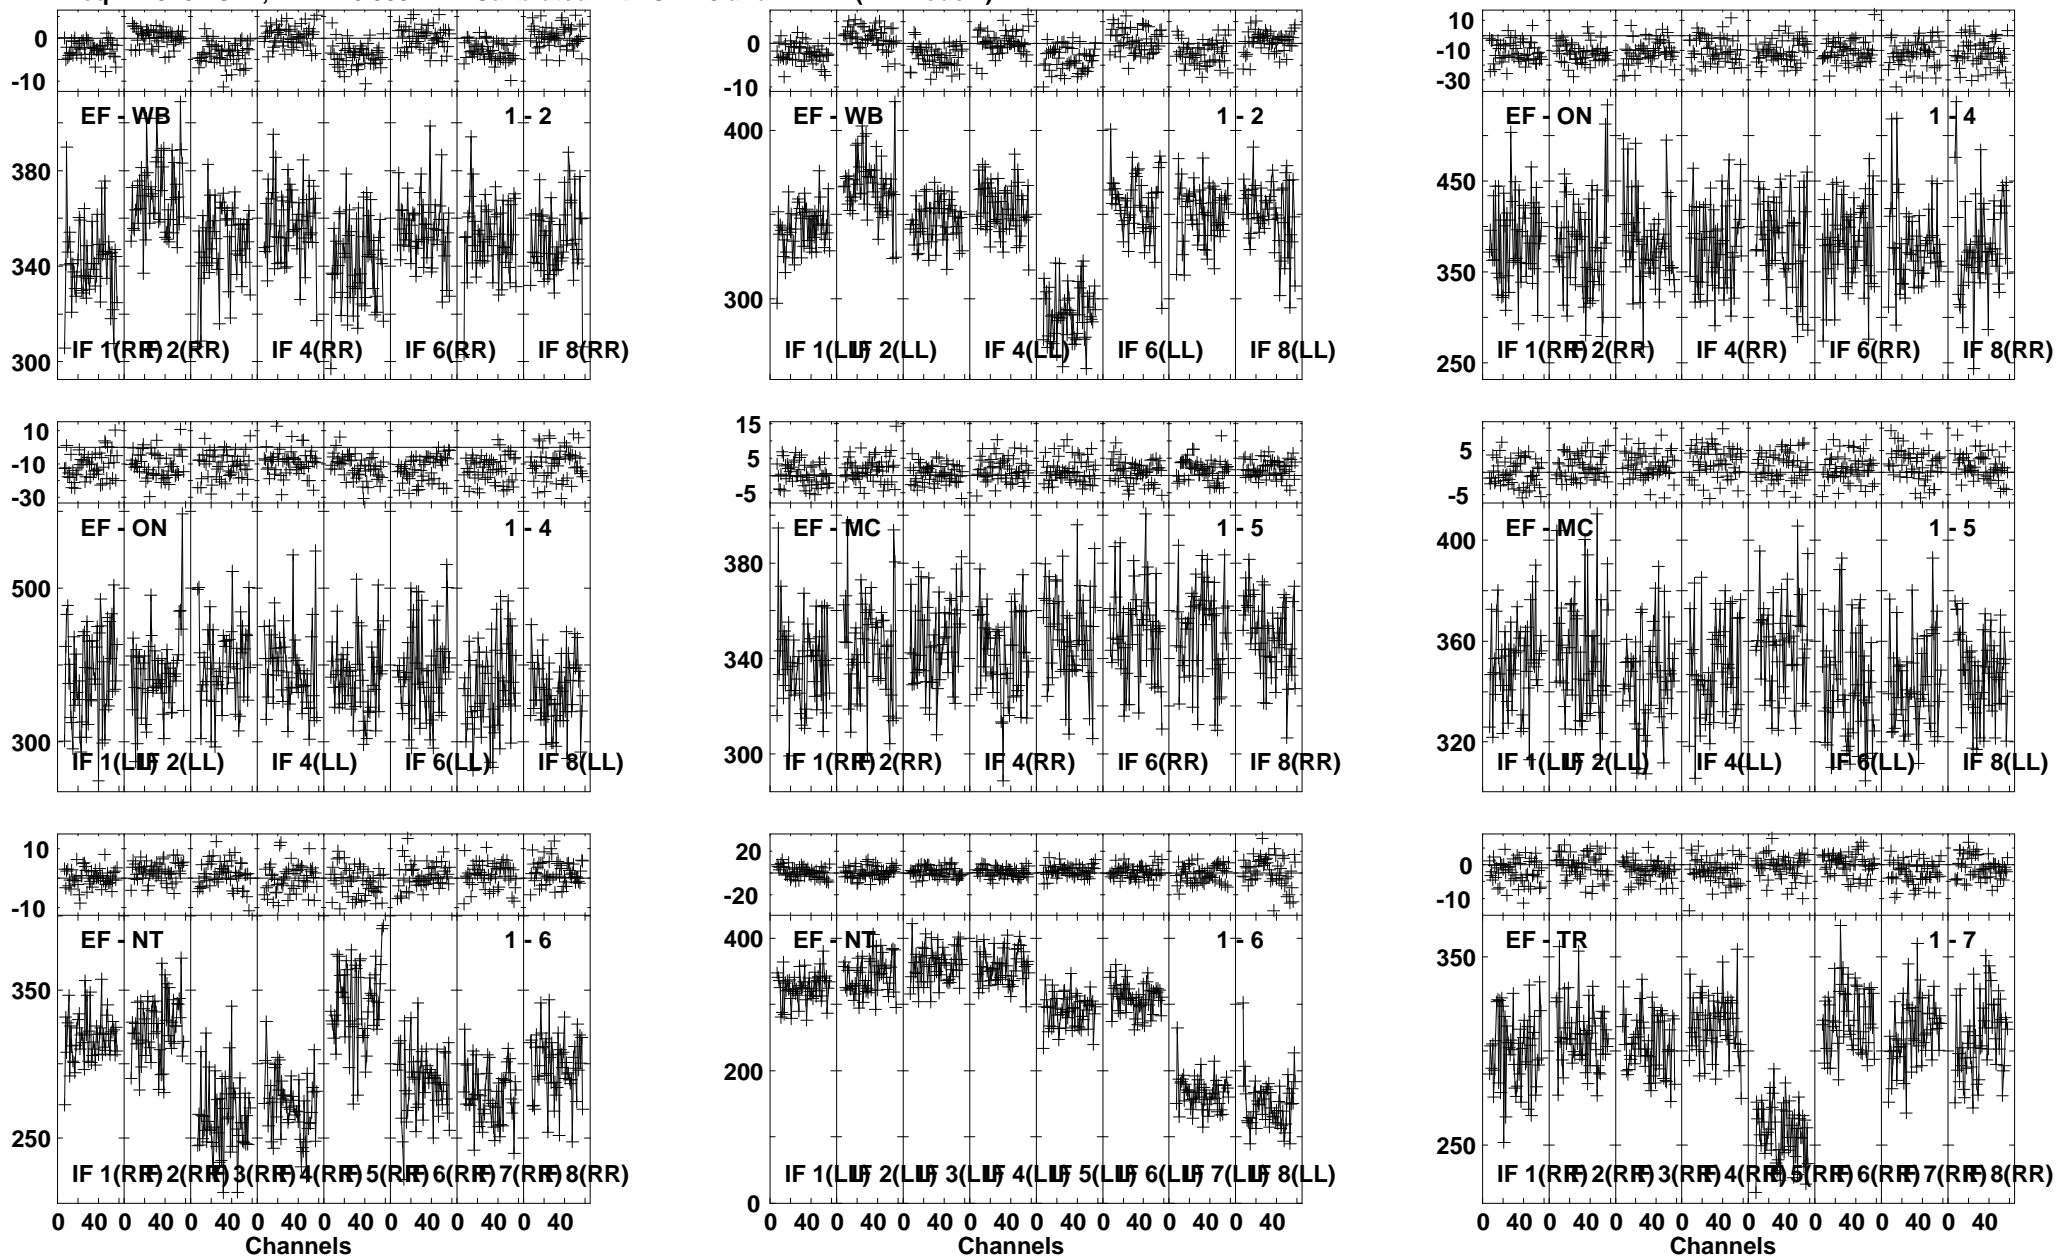 0
-10
EF - WB 1 - 2
380
340
300
IF 1(RR) IF 2(RR) IF 4(RR) IF 6(RR) IF 8(RR)
0
-10
EF - WB 1 - 2
400
300
IF 1(LL) IF 2(LL) IF 4(LL) IF 6(LL) IF 8(LL)
10
-10
-30
EF - ON 1 - 4
450
350
250
IF 1(RR) IF 2(RR) IF 4(RR) IF 6(RR) IF 8(RR)
10
-10
-30
EF - ON 1 - 4
500
300
IF 1(LL) IF 2(LL) IF 4(LL) IF 6(LL) IF 8(LL)
15
5
-5
EF - MC 1 - 5
380
340
300
IF 1(RR) IF 2(RR) IF 4(RR) IF 6(RR) IF 8(RR)
5
-5
EF - MC 1 - 5
400
360
320
IF 1(LL) IF 2(LL) IF 4(LL) IF 6(LL) IF 8(LL)
10
-10
EF - NT 1 - 6
350
250
IF 1(RR) IF 2(RR) IF 3(RR) IF 4(RR) IF 5(RR) IF 6(RR) IF 7(RR) IF 8(RR)
0 40 0 40 0 40 0 40 0 40 0 40 0 40 0 40
Channels
20
-20
EF - NT 1 - 6
400
200
0
IF 1(LL) IF 2(LL) IF 3(LL) IF 4(LL) IF 5(LL) IF 6(LL) IF 7(LL) IF 8(LL)
0 40 0 40 0 40 0 40 0 40 0 40 0 40 0 40
Channels
0
-10
EF - TR 1 - 7
350
250
IF 1(RR) IF 2(RR) IF 3(RR) IF 4(RR) IF 5(RR) IF 6(RR) IF 7(RR) IF 8(RR)
0 40 0 40 0 40 0 40 0 40 0 40 0 40 0 40
Channels